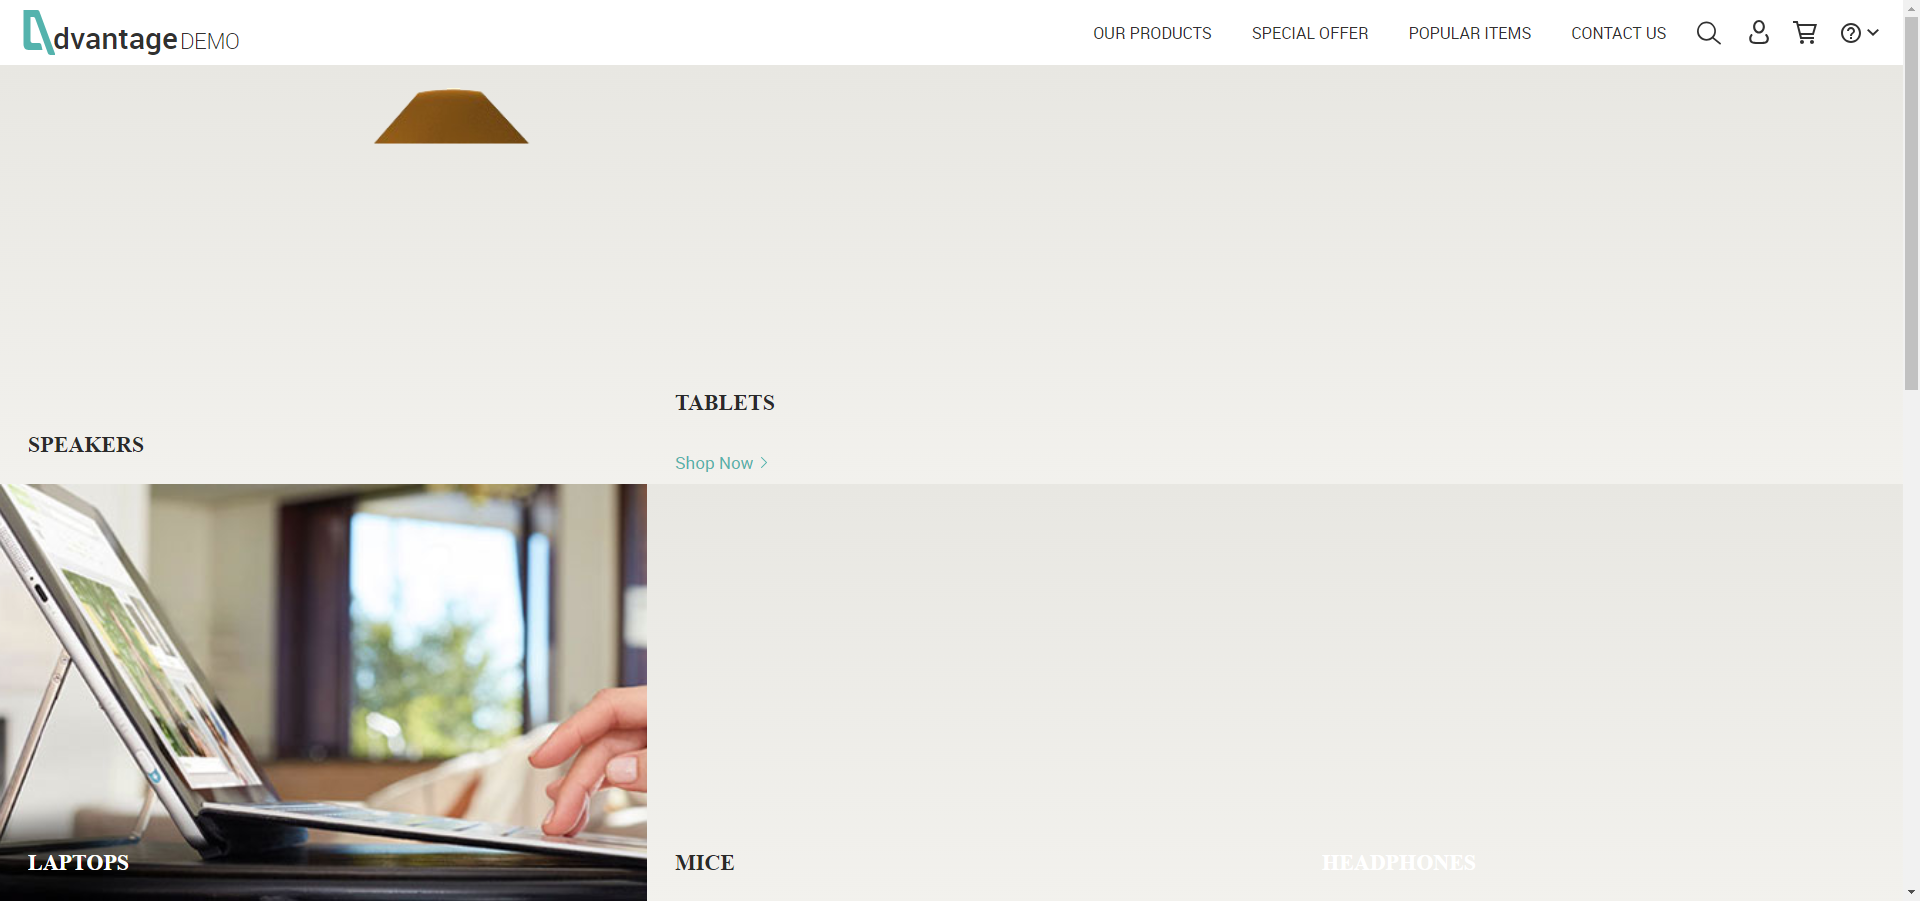 dvantage DEMO
OUR PRODUCTS SPECIAL OFFER POPULAR ITEMS CONTACT US
TABLETS
SPEAKERS
Shop Now
LAPTOPS
MICE
HEADPHONES